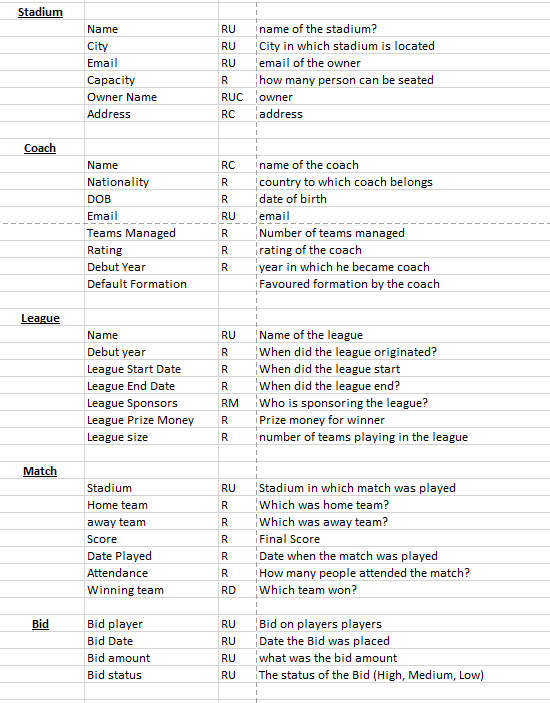 Stadium
Name RU name of the stadium?
City RU City in which stadium is located
Email RU email of the owner
Capacity R how many person can be seated
Owner Name RUC owner
Address RC address
Coach
Name RC name of the coach
Nationality R country to which coach belongs
DOB R date of birth
Email RU email
Teams Managed R Number of teams managed
Rating R rating of the coach
Debut Year R year in which he became coach
Default Formation Favoured formation by the coach
League
Name RU Name of the league
Debut year R When did the league originated?
League Start Date R When did the league start
League End Date R When did the league end?
League Sponsors RM Who is sponsoring the league?
League Prize Money R Prize money for winner
League size R number of teams playing in the league
Match
Stadium RU Stadium in which match was played
Home team R Which was home team?
away team R Which was away team?
Score R Final Score
Date Played R Date when the match was played
Attendance R How many people attended the match?
Winning team RD Which team won?
Bid Bid player RU Bid on players players
Bid Date RU Date the Bid was placed
Bid amount RU what was the bid amount
Bid status RU The status of the Bid (High, Medium, Low)